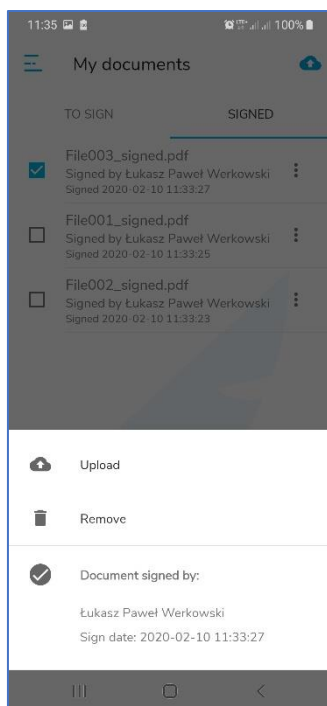 11:35 100%
My documents
TO SIGN SIGNED
File003_signed.pdf
Signed by Łukasz Paweł Werkowski
Signed 2020-02-10 11:33:27
File001_signed.pdf
Signed by Łukasz Paweł Werkowski
Signed 2020-02-10 11:33:25
File002_signed.pdf
Signed by Łukasz Paweł Werkowski
Signed 2020-02-10 11:33:23
Upload
Remove
Document signed by:
Łukasz Paweł Werkowski
Sign date: 2020-02-10 11:33:27